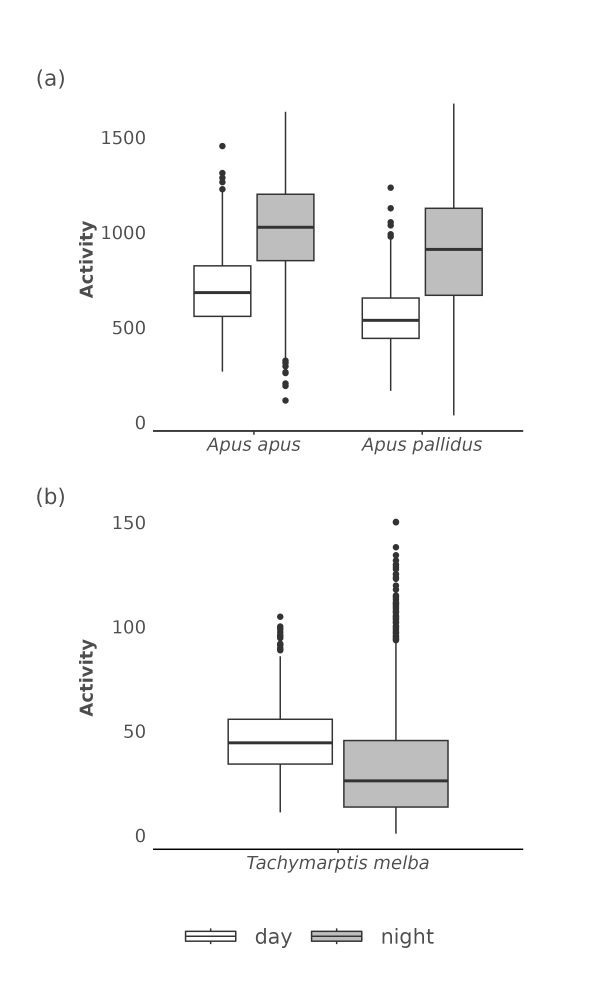 (a)
1500
1000
500
0
Activity
Apus apus Apus pallidus
(b)
150
100
50
0
Activity
Tachymarptis melba
day night